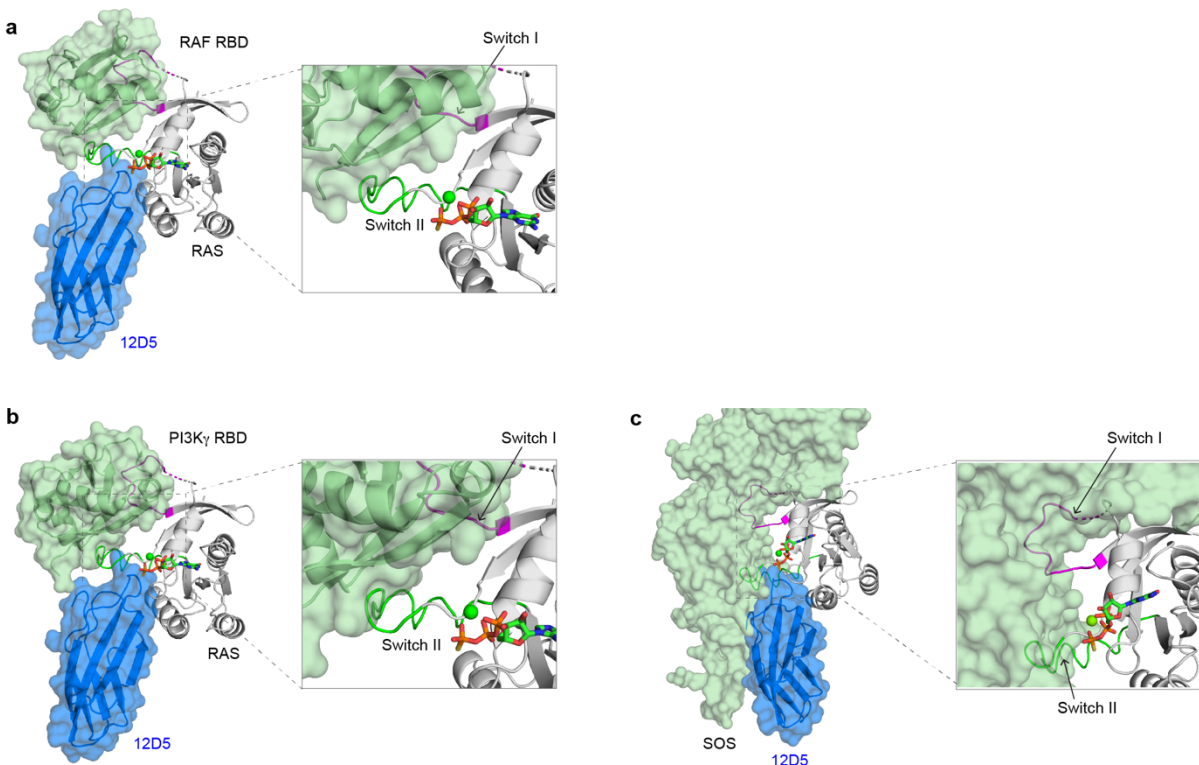 a
RAF RBD
Switch I
Switch II
RAS
12D5
b
PI3Kγ RBD
Switch I
Switch II
RAS
12D5
c
Switch I
Switch II
SOS
12D5